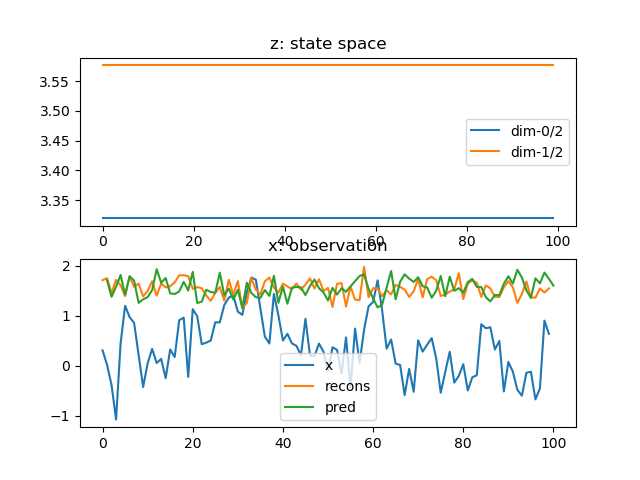 z: state space
3.55
3.50
3.45
3.40
3.35
dim-0/2
dim-1/2
0 20 40 60 80 100
x: observation
2
1
0
−1
x
recons
pred
0 20 40 60 80 100